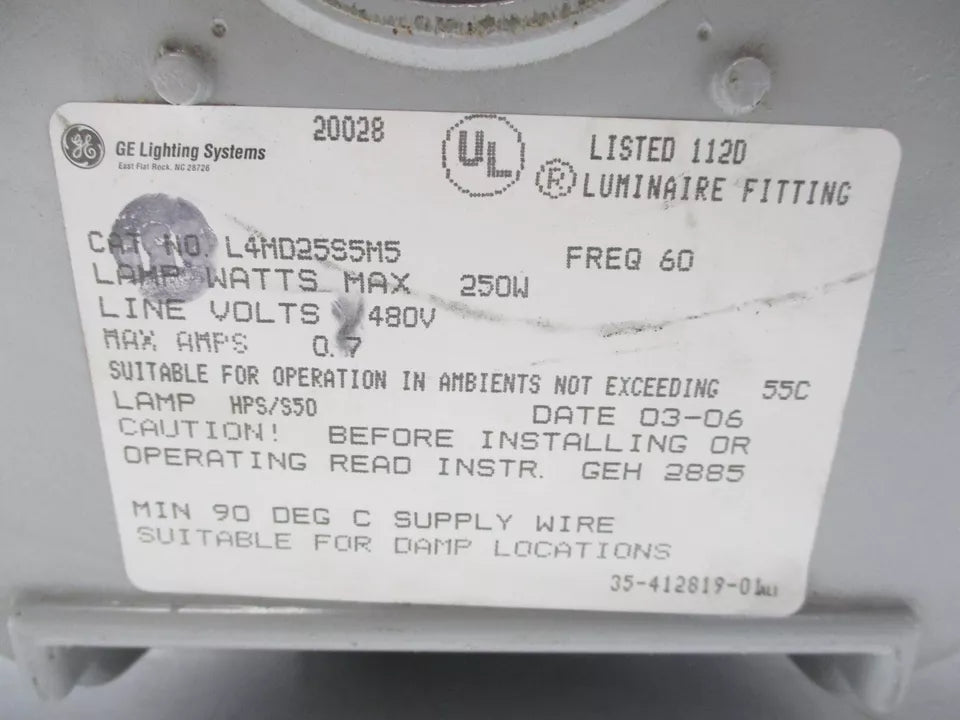 GE GE Lighting Systems
East Flat Rock, NC 28726
20028
UL
®
LISTED 112D
LUMINAIRE FITTING
CAT NO. L4MD25S5M5
FREQ 60
LAMP WATTS MAX 250W
LINE VOLTS 480V
MAX AMPS 0.7
SUITABLE FOR OPERATION IN AMBIENTS NOT EXCEEDING 55C
LAMP HPS/S50 DATE 03-06
CAUTION! BEFORE INSTALLING OR
OPERATING READ INSTR. GEH 2885
MIN 90 DEG C SUPPLY WIRE
SUITABLE FOR DAMP LOCATIONS
35-412819-01